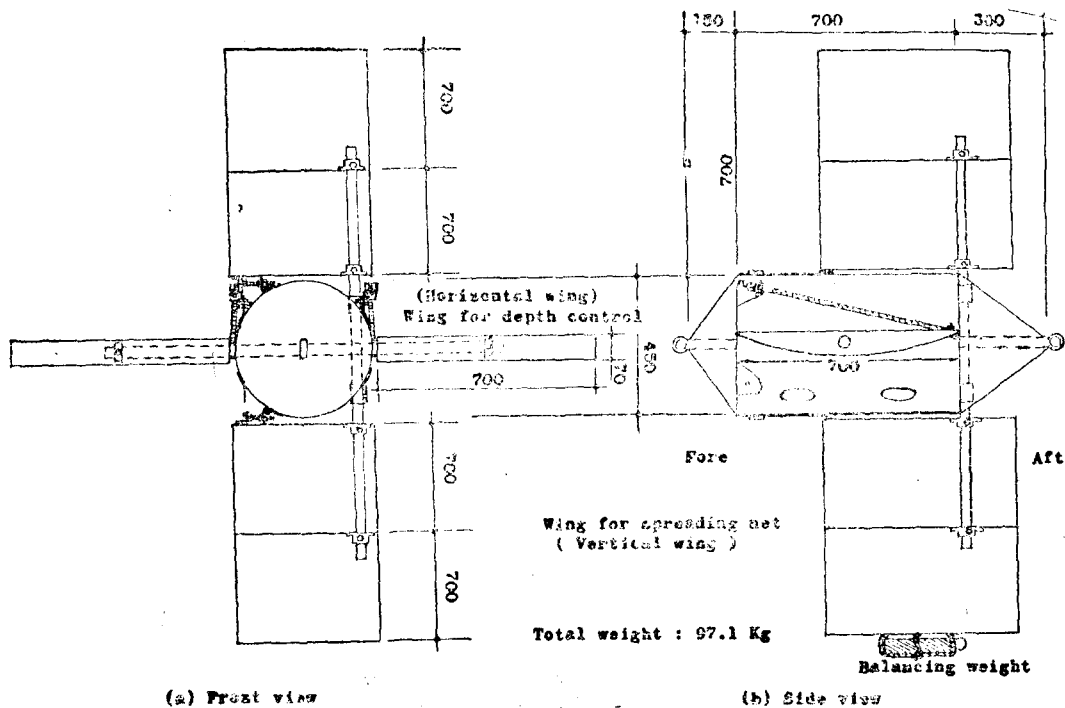 150 700 300
700
700
700
700
(Horizontal wing)
Wing for depth control
450
70
700
700
Fore Aft
700
700
Wing for spreading net
( Vertical wing )
Total weight : 97.1 Kg
Balancing weight
(a) Front view (b) Side view